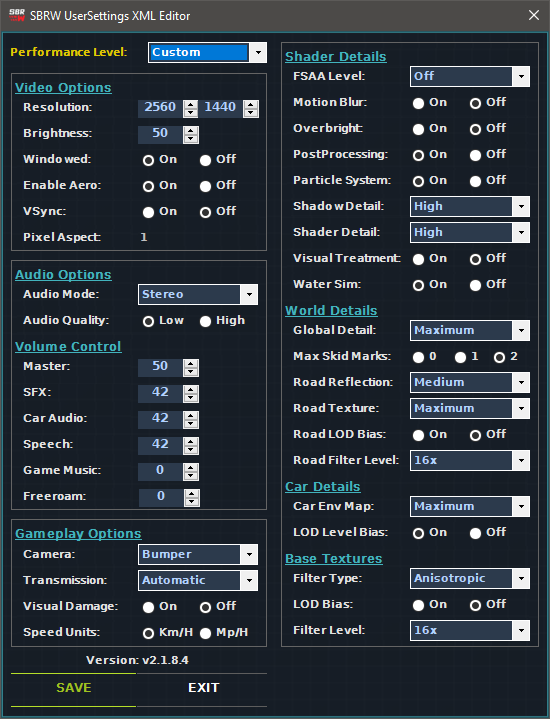 SBRW UserSettings XML Editor
Performance Level: Custom
Video Options
Resolution: 2560 1440
Brightness: 50
Windowed: On Off
Enable Aero: On Off
VSync: On Off
Pixel Aspect: 1
Audio Options
Audio Mode: Stereo
Audio Quality: Low High
Volume Control
Master: 50
SFX: 42
Car Audio: 42
Speech: 42
Game Music: 0
Freeroam: 0
Gameplay Options
Camera: Bumper
Transmission: Automatic
Visual Damage: On Off
Speed Units: Km/H Mp/H
Version: v2.1.8.4
SAVE EXIT
Shader Details
FSAA Level: Off
Motion Blur: On Off
Overbright: On Off
PostProcessing: On Off
Particle System: On Off
Shadow Detail: High
Shader Detail: High
Visual Treatment: On Off
Water Sim: On Off
World Details
Global Detail: Maximum
Max Skid Marks: 0 1 2
Road Reflection: Medium
Road Texture: Maximum
Road LOD Bias: On Off
Road Filter Level: 16x
Car Details
Car Env Map: Maximum
LOD Level Bias: On Off
Base Textures
Filter Type: Anisotropic
LOD Bias: On Off
Filter Level: 16x